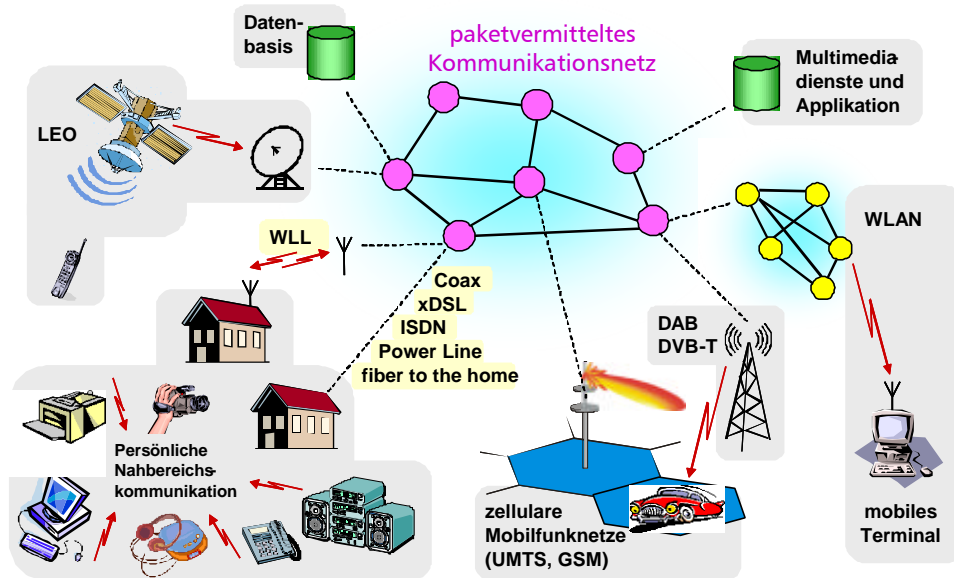 Daten-
basis
paketvermitteltes
Kommunikationsnetz
Multimedia-
dienste und
Applikation
LEO
WLAN
WLL
Coax
xDSL
ISDN
Power Line
fiber to the home
DAB
DVB-T
Persönliche
Nahbereichs-
kommunikation
zellulare
Mobilfunknetze
(UMTS, GSM)
mobiles
Terminal